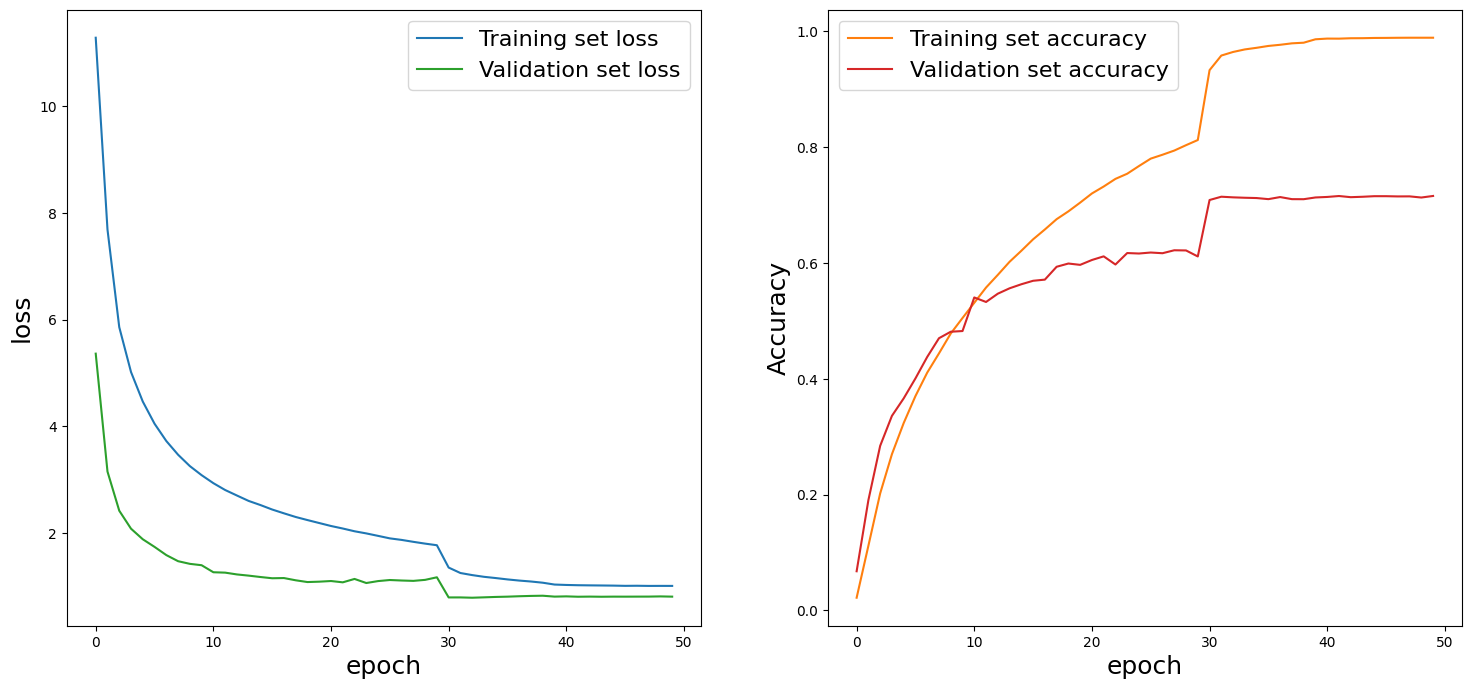 Training set loss
Validation set loss
10
8
6
4
2
0 10 20 30 40 50
loss
epoch
Training set accuracy
Validation set accuracy
1.0
0.8
0.6
0.4
0.2
0.0
0 10 20 30 40 50
Accuracy
epoch